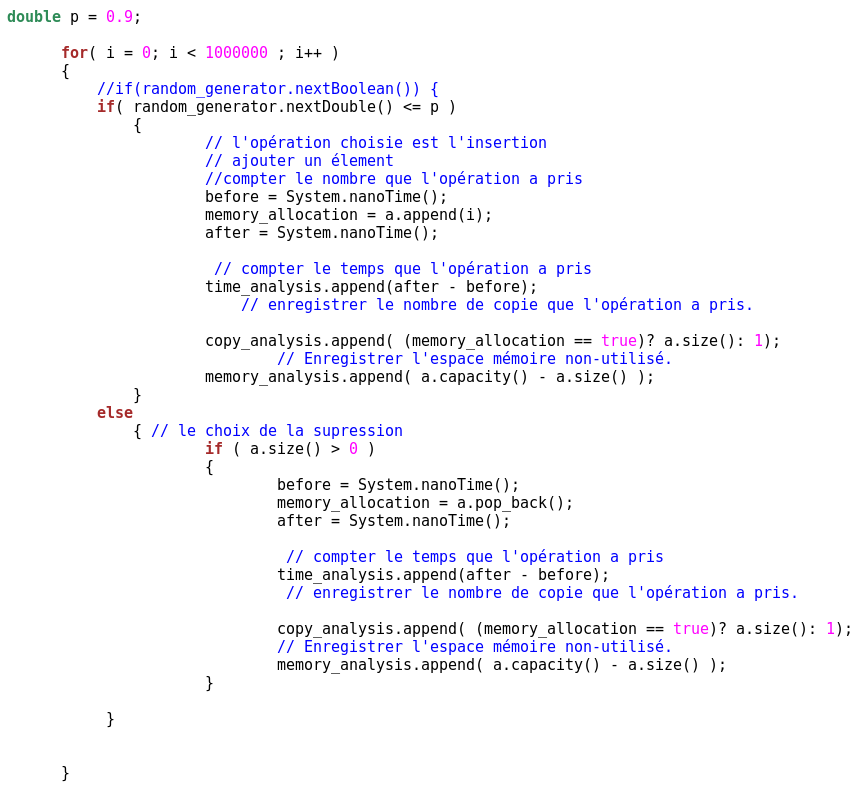 double p = 0.9;
for( i = 0; i < 1000000 ; i++ )
{
//if(random_generator.nextBoolean()) {
if( random_generator.nextDouble() <= p )
{
// l'opération choisie est l'insertion
// ajouter un élement
//compter le nombre que l'opération a pris
before = System.nanoTime();
memory_allocation = a.append(i);
after = System.nanoTime();
// compter le temps que l'opération a pris
time_analysis.append(after - before);
// enregistrer le nombre de copie que l'opération a pris.
copy_analysis.append( (memory_allocation == true)? a.size(): 1);
// Enregistrer l'espace mémoire non-utilisé.
memory_analysis.append( a.capacity() - a.size() );
}
else
{ // le choix de la supression
if ( a.size() > 0 )
{
before = System.nanoTime();
memory_allocation = a.pop_back();
after = System.nanoTime();
// compter le temps que l'opération a pris
time_analysis.append(after - before);
// enregistrer le nombre de copie que l'opération a pris.
copy_analysis.append( (memory_allocation == true)? a.size(): 1);
// Enregistrer l'espace mémoire non-utilisé.
memory_analysis.append( a.capacity() - a.size() );
}
}
}